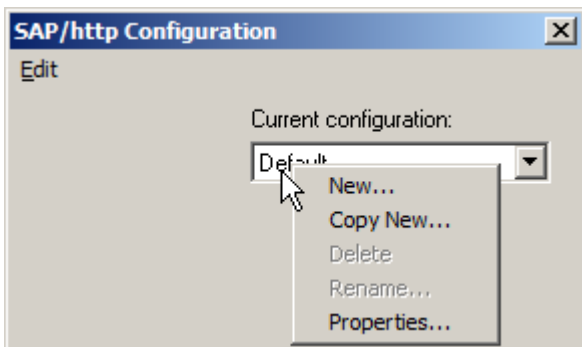 SAP/http Configuration
Edit
Current configuration:
Default
New...
Copy New...
Delete
Rename...
Properties...